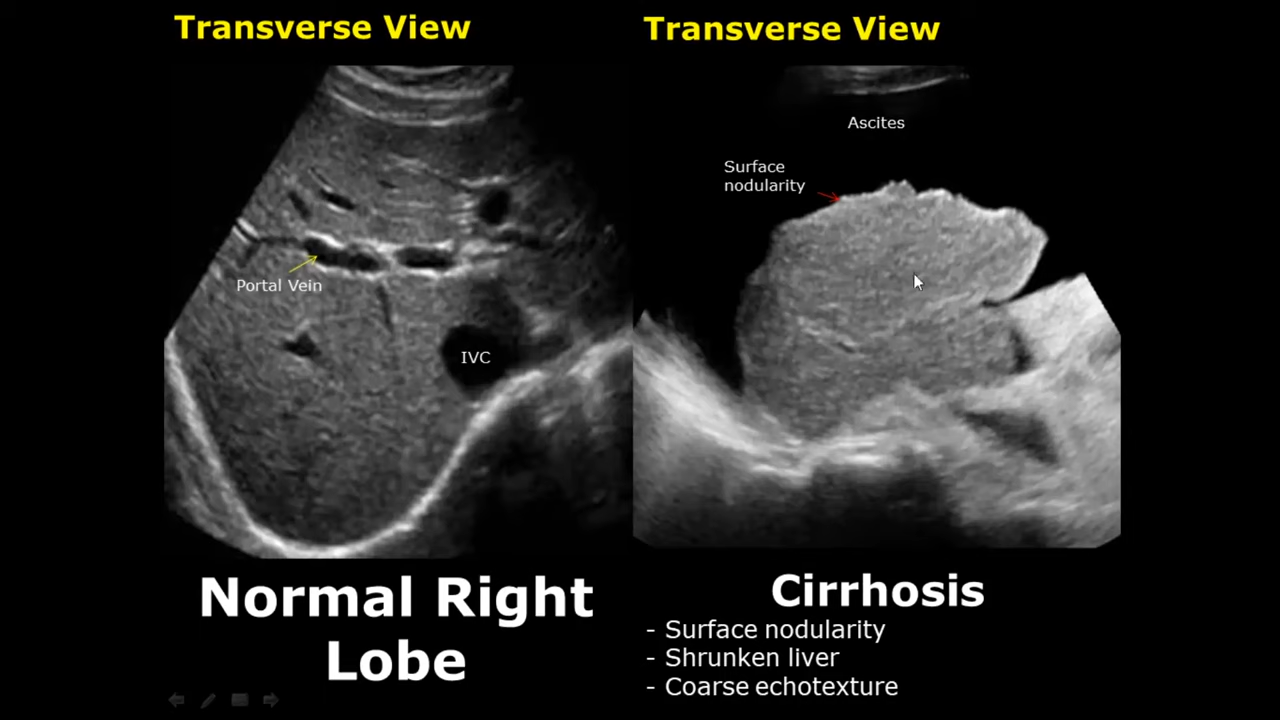 Transverse View
Portal Vein
IVC
Normal Right
Lobe
Transverse View
Ascites
Surface
nodularity
Cirrhosis
- Surface nodularity
- Shrunken liver
- Coarse echotexture